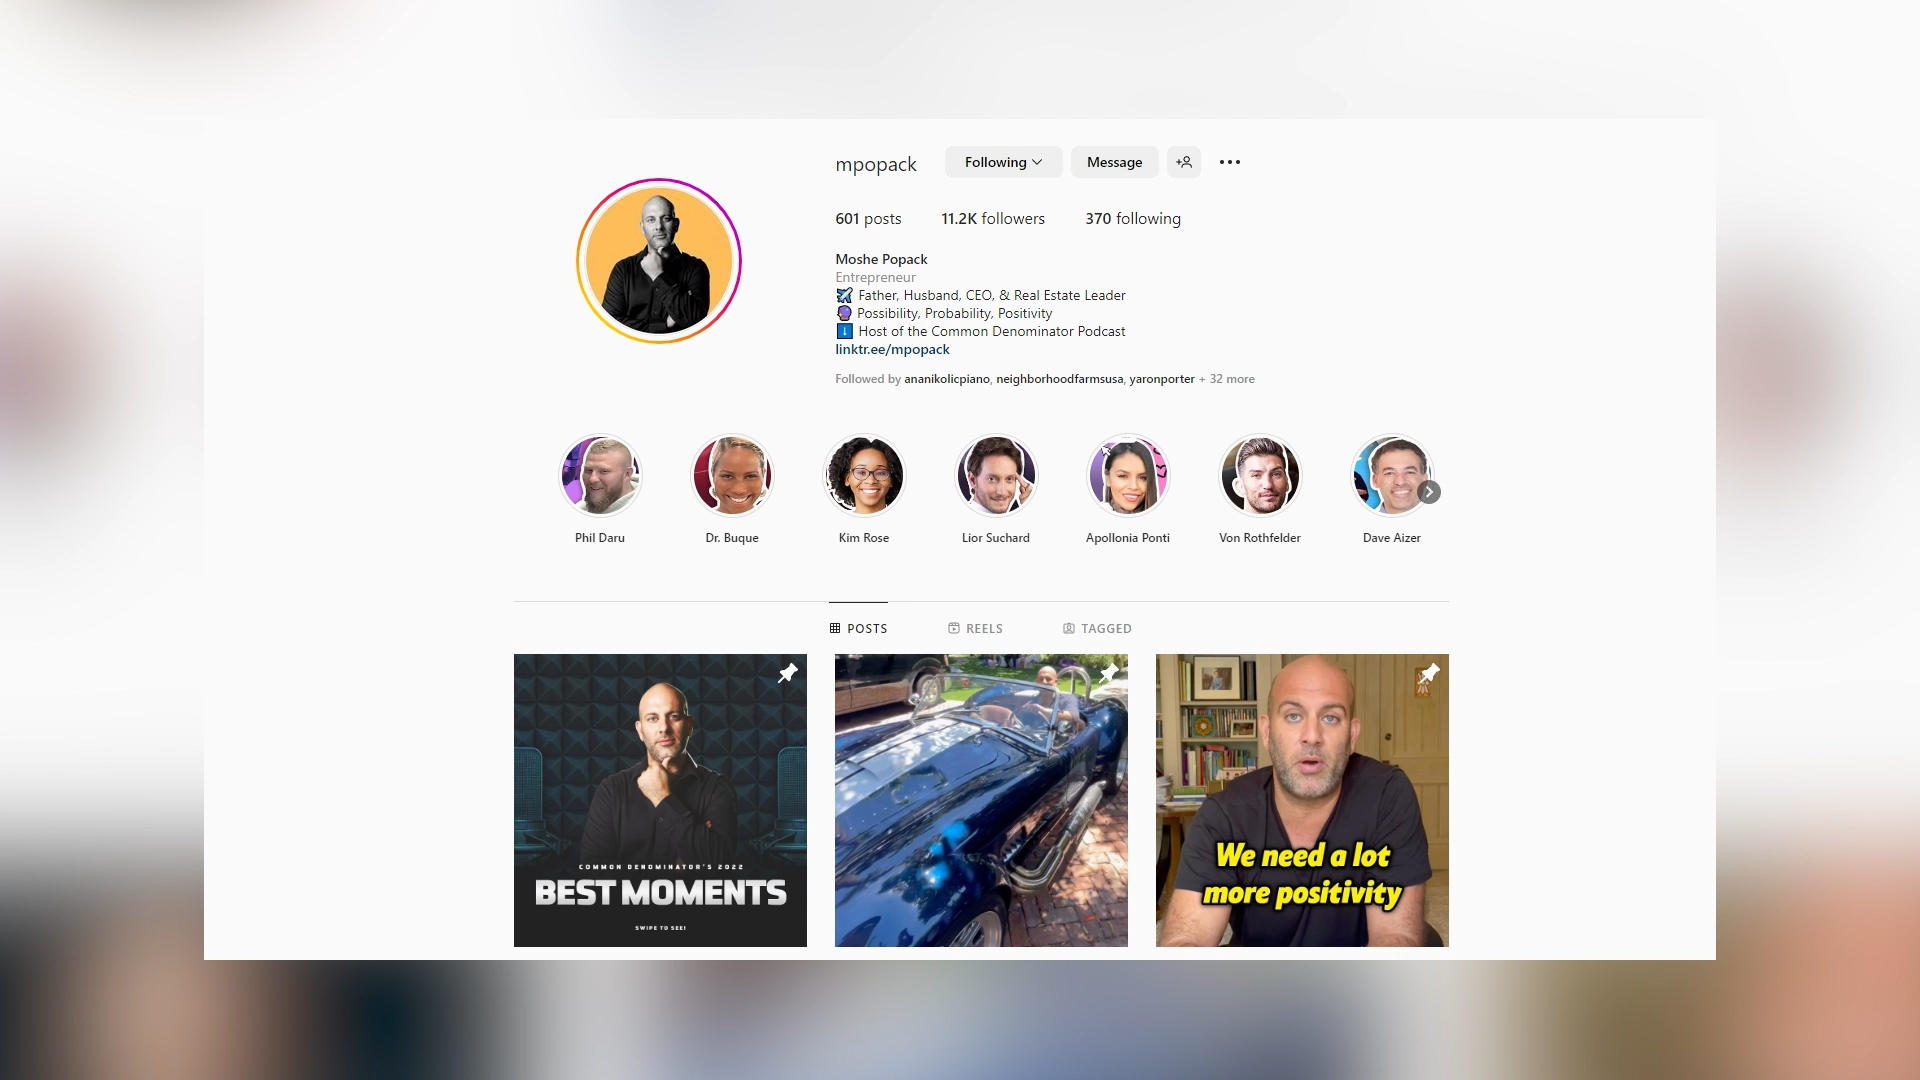 mpopack
Following
Message
601 posts
11.2K followers
370 following
Moshe Popack
Entrepreneur
Father, Husband, CEO, & Real Estate Leader
Possibility, Probability, Positivity
Host of the Common Denominator Podcast
linktr.ee/mpopack
Followed by ananikolicpiano, neighborhoodfarmsusa, yaronporter + 32 more
Phil Daru
Dr. Buque
Kim Rose
Lior Suchard
Apollonia Ponti
Von Rothfelder
Dave Aizer
POSTS
REELS
TAGGED
COMMON DENOMINATOR'S 2022
BEST MOMENTS
SWIPE TO SEE!
We need a lot
more positivity